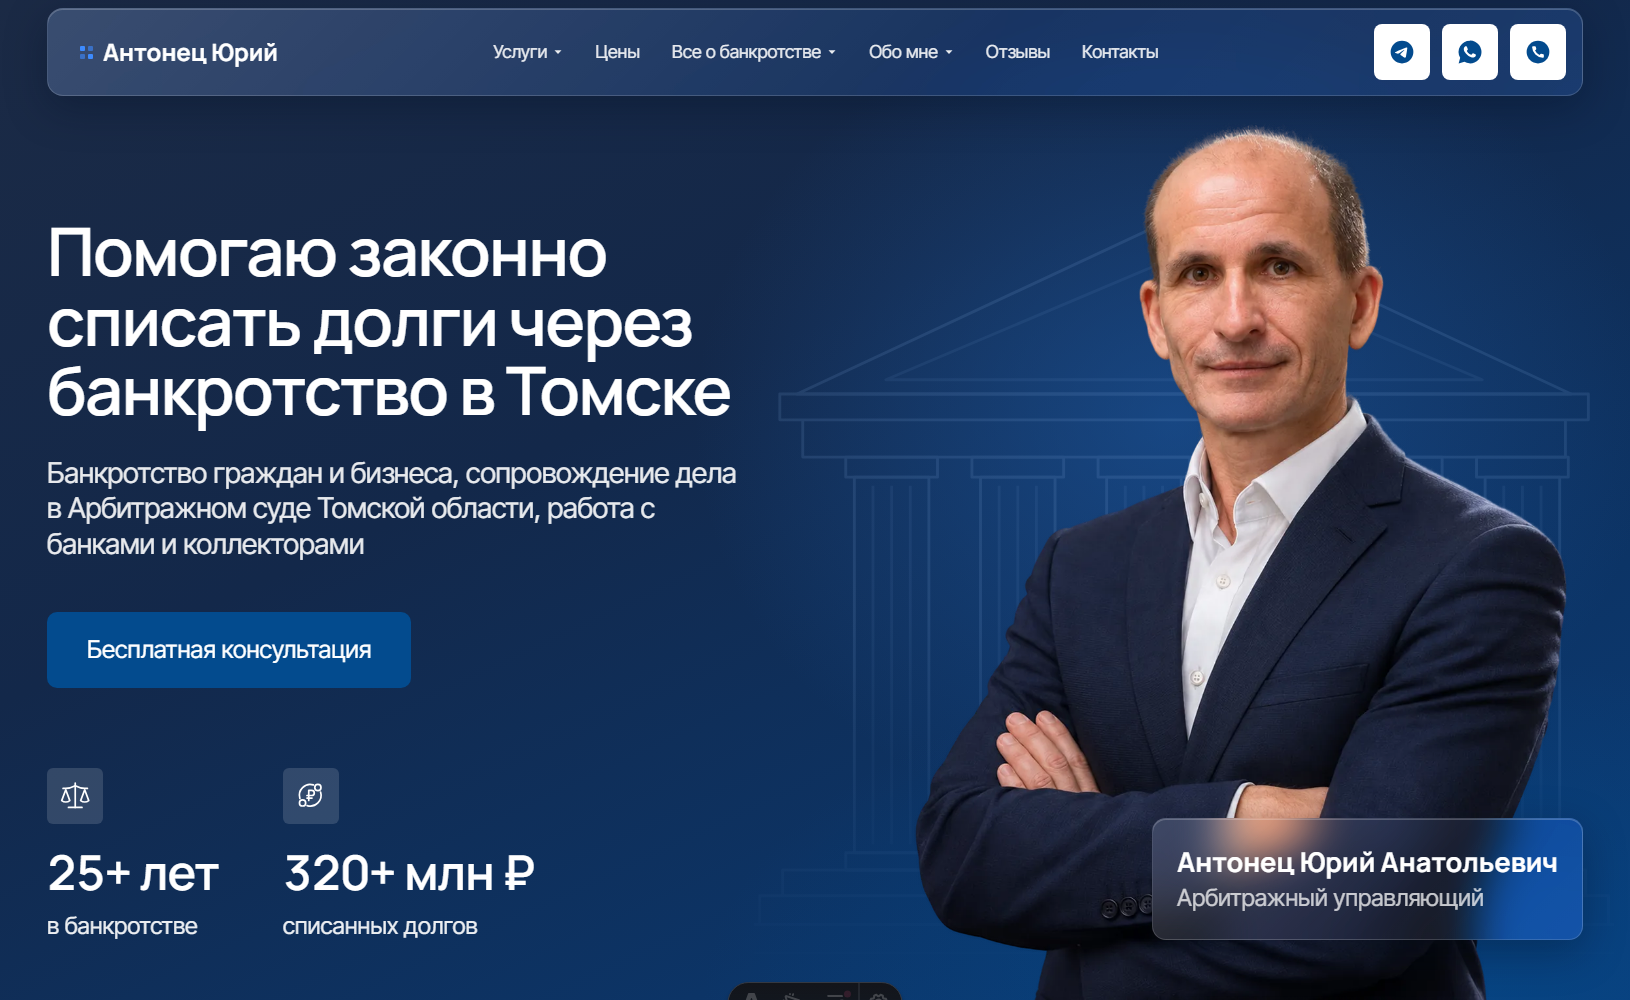 Антонец Юрий
Услуги
Цены
Все о банкротстве
Обо мне
Отзывы
Контакты
Помогаю законно
списать долги через
банкротство в Томске
Банкротство граждан и бизнеса, сопровождение дела
в Арбитражном суде Томской области, работа с
банками и коллекторами
Бесплатная консультация
25+ лет
в банкротстве
320+ млн ₽
списанных долгов
Антонец Юрий Анатольевич
Арбитражный управляющий